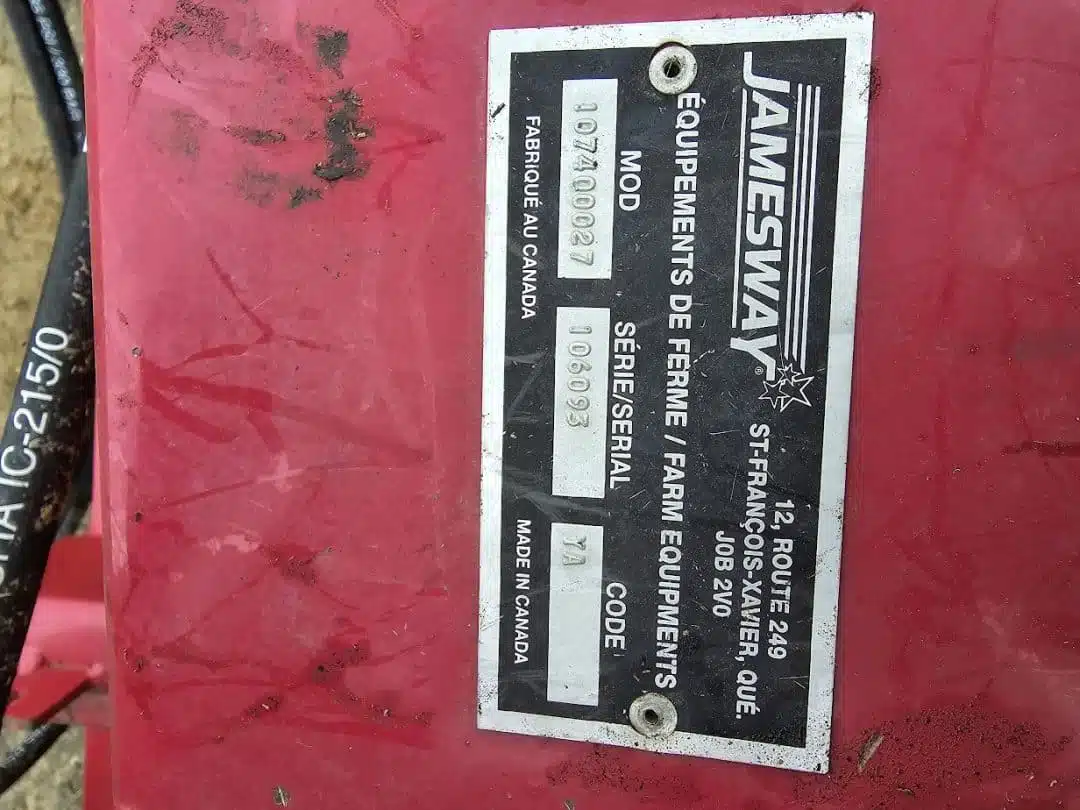 JAMESWAY®
12, ROUTE 249
ST-FRANÇOIS-XAVIER, QUÉ.
J0B 2V0
ÉQUIPEMENTS DE FERME / FARM EQUIPMENTS
MOD SÉRIE/SERIAL CODE
107400027 106093 YA
FABRIQUÉ AU CANADA MADE IN CANADA
IC-215/0